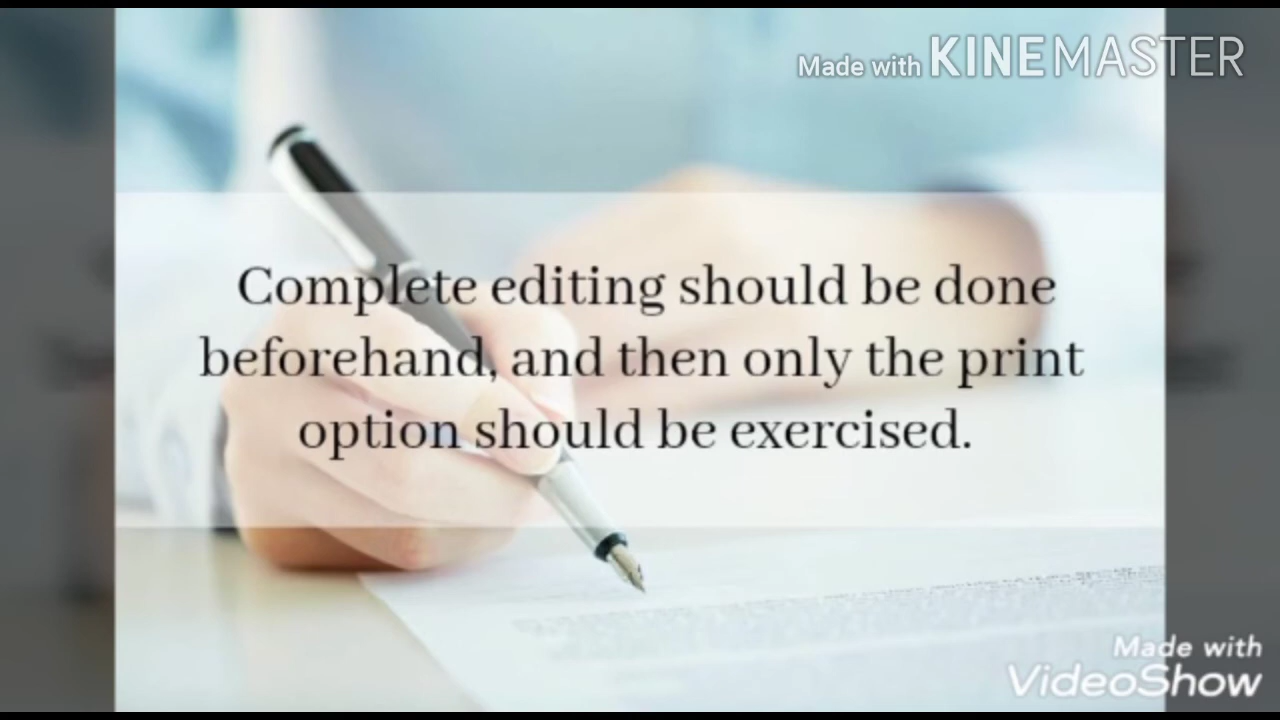 Made with KINEMASTER
Complete editing should be done
beforehand, and then only the print
option should be exercised.
Made with
VideoShow